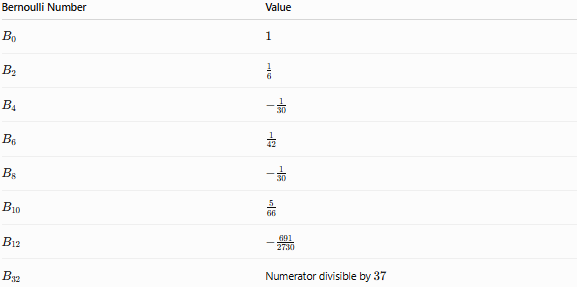 Bernoulli Number Value
B₀ 1
B₂ 1/6
B₄ −1/30
B₆ 1/42
B₈ −1/30
B₁₀ 5/66
B₁₂ −691/2730
B₃₂ Numerator divisible by 37